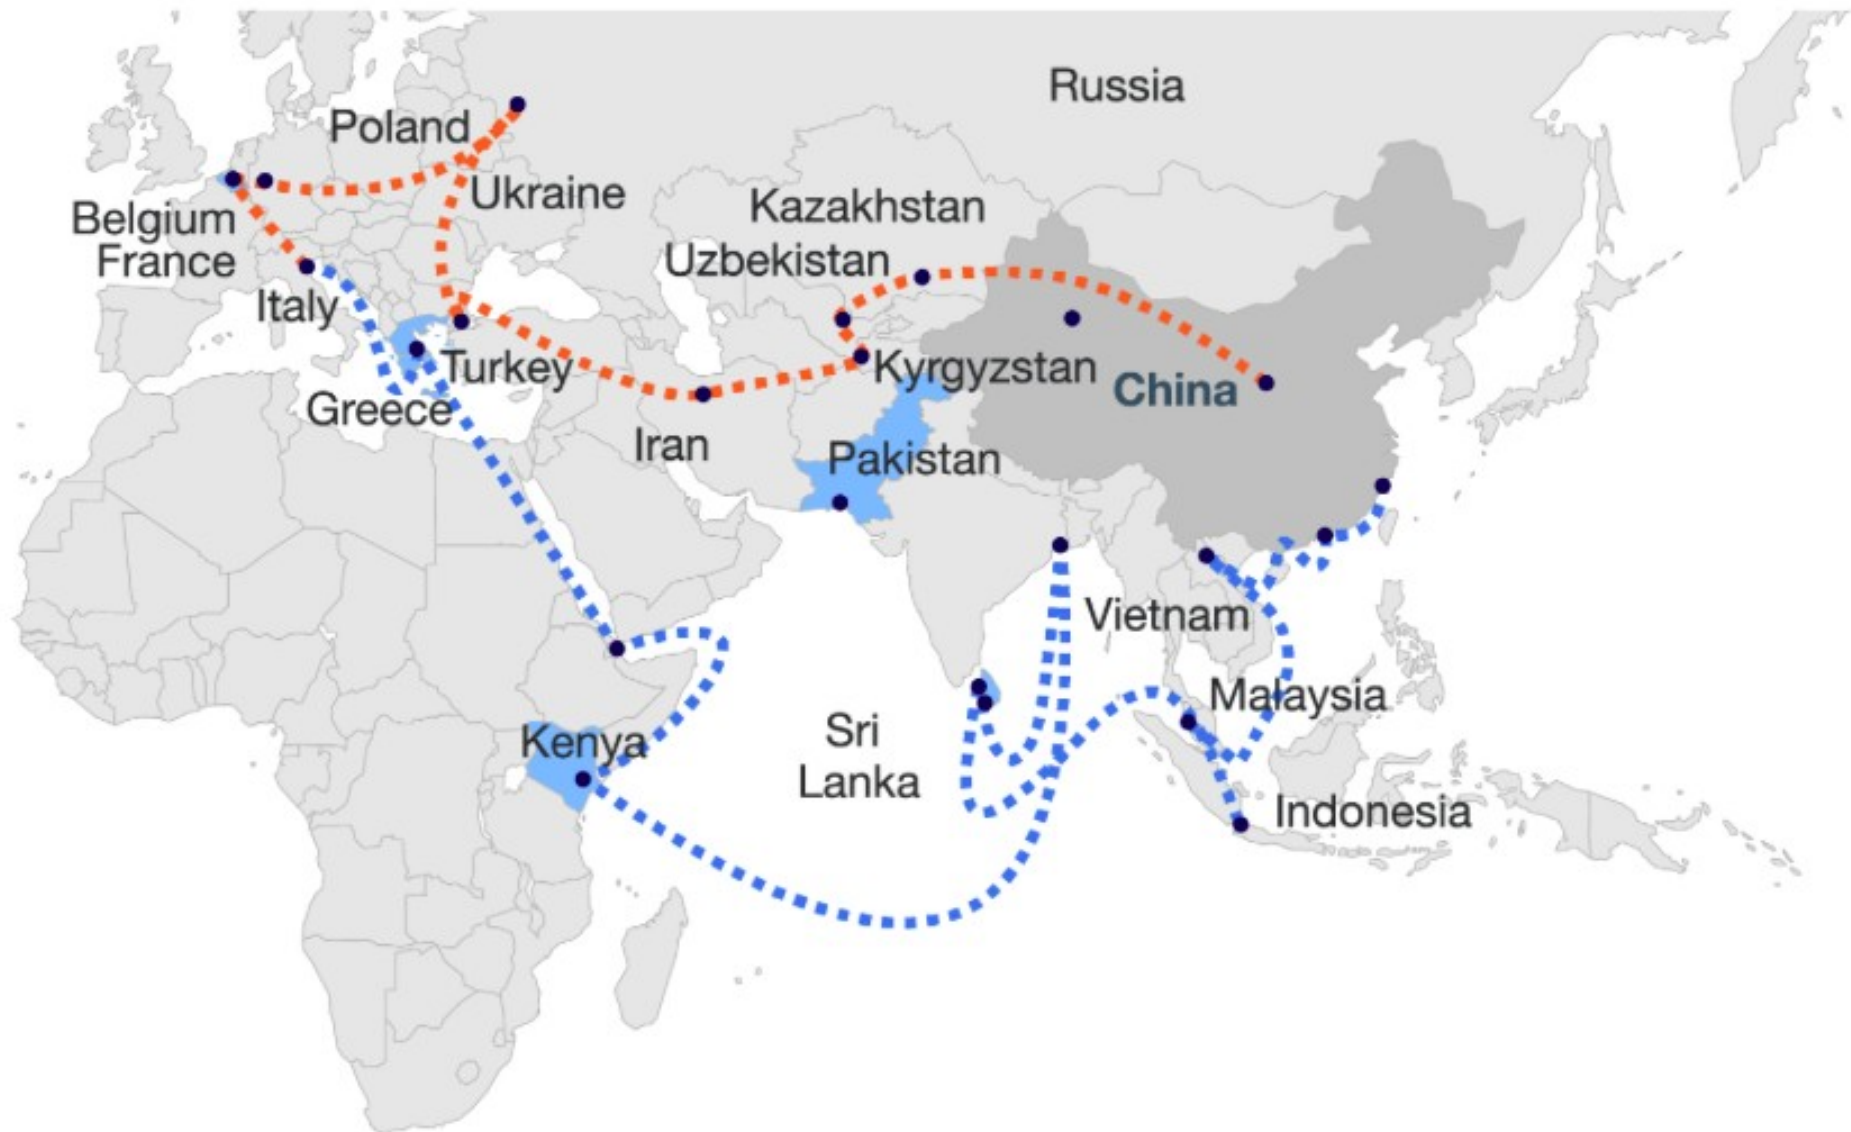 Russia
Poland
Ukraine
Belgium
France
Kazakhstan
Uzbekistan
Italy
Turkey
Kyrgyzstan
China
Greece
Iran
Pakistan
Vietnam
Malaysia
Sri
Lanka
Kenya
Indonesia